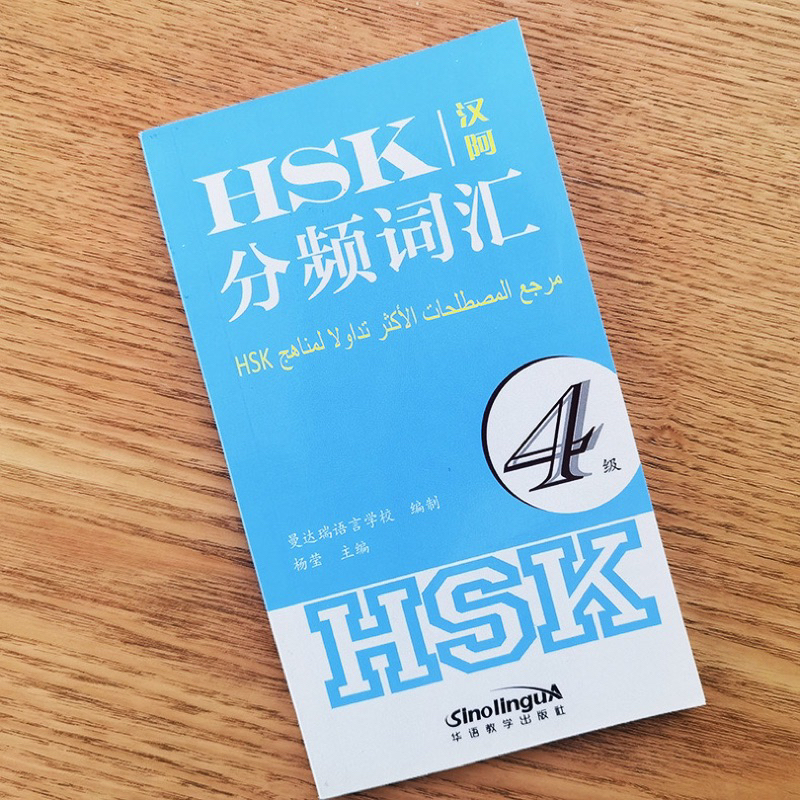 HSK 汉阿
分频词汇
مرجع المصطلحات الأكثر تداولا لمناهج HSK
4级
曼达瑞语言学校 编制
杨莹 主编
HSK
SinolinguA
华语教学出版社